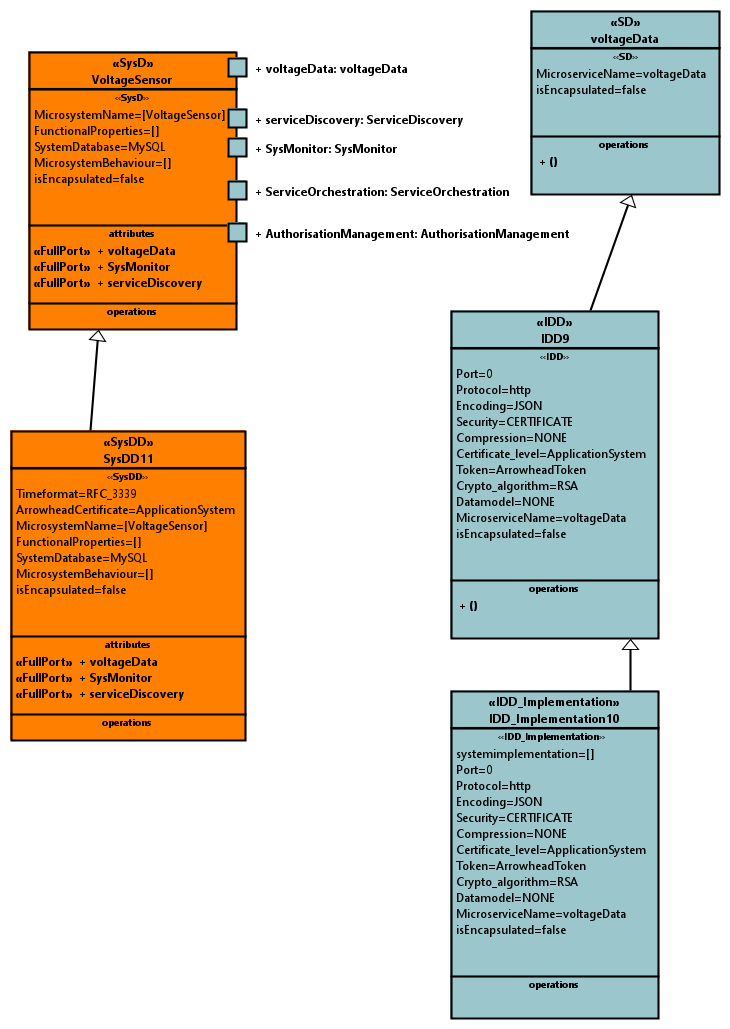 «SysD»
VoltageSensor
«SysD»
MicrosystemName=[VoltageSensor]
FunctionalProperties=[]
SystemDatabase=MySQL
MicrosystemBehaviour=[]
isEncapsulated=false
attributes
«FullPort» + voltageData
«FullPort» + SysMonitor
«FullPort» + serviceDiscovery
operations
+ voltageData: voltageData
+ serviceDiscovery: ServiceDiscovery
+ SysMonitor: SysMonitor
+ ServiceOrchestration: ServiceOrchestration
+ AuthorisationManagement: AuthorisationManagement
«SD»
voltageData
«SD»
MicroserviceName=voltageData
isEncapsulated=false
operations
+ ()
«IDD»
IDD9
«IDD»
Port=0
Protocol=http
Encoding=JSON
Security=CERTIFICATE
Compression=NONE
Certificate_level=ApplicationSystem
Token=ArrowheadToken
Crypto_algorithm=RSA
Datamodel=NONE
MicroserviceName=voltageData
isEncapsulated=false
operations
+ ()
«SysDD»
SysDD11
«SysDD»
Timeformat=RFC_3339
ArrowheadCertificate=ApplicationSystem
MicrosystemName=[VoltageSensor]
FunctionalProperties=[]
SystemDatabase=MySQL
MicrosystemBehaviour=[]
isEncapsulated=false
attributes
«FullPort» + voltageData
«FullPort» + SysMonitor
«FullPort» + serviceDiscovery
operations
«IDD_Implementation»
IDD_Implementation10
«IDD_Implementation»
systemimplementation=[]
Port=0
Protocol=http
Encoding=JSON
Security=CERTIFICATE
Compression=NONE
Certificate_level=ApplicationSystem
Token=ArrowheadToken
Crypto_algorithm=RSA
Datamodel=NONE
MicroserviceName=voltageData
isEncapsulated=false
operations